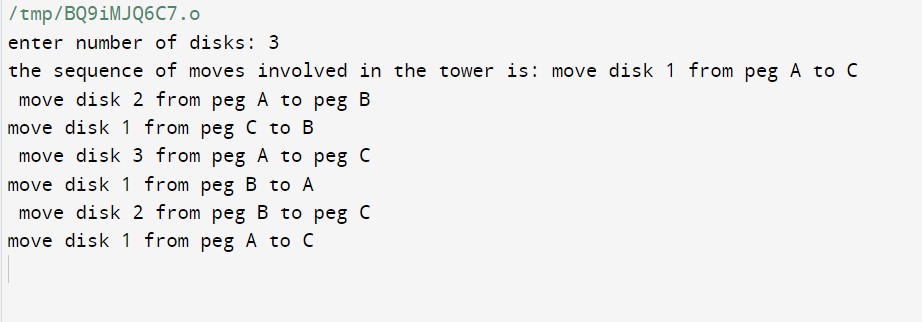 /tmp/BQ9iMJQ6C7.o
enter number of disks: 3
the sequence of moves involved in the tower is: move disk 1 from peg A to C
 move disk 2 from peg A to peg B
move disk 1 from peg C to B
 move disk 3 from peg A to peg C
move disk 1 from peg B to A
 move disk 2 from peg B to peg C
move disk 1 from peg A to C